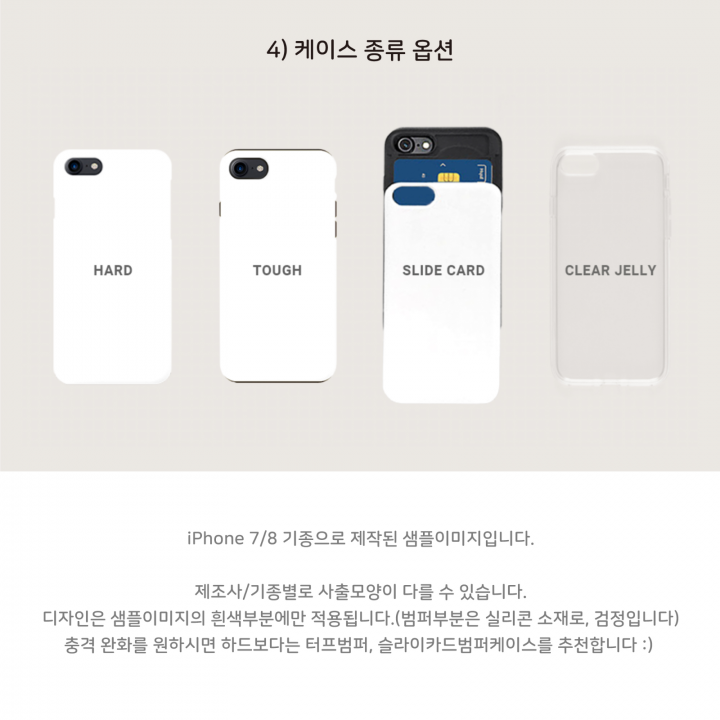 4) 케이스 종류 옵션
HARD
TOUGH
SLIDE CARD
CLEAR JELLY
iPhone 7/8 기종으로 제작된 샘플이미지입니다.
제조사/기종별로 사출모양이 다를 수 있습니다.
디자인은 샘플이미지의 흰색부분에만 적용됩니다.(범퍼부분은 실리콘 소재로, 검정입니다)
충격 완화를 원하시면 하드보다는 터프범퍼, 슬라이카드범퍼케이스를 추천합니다 :)